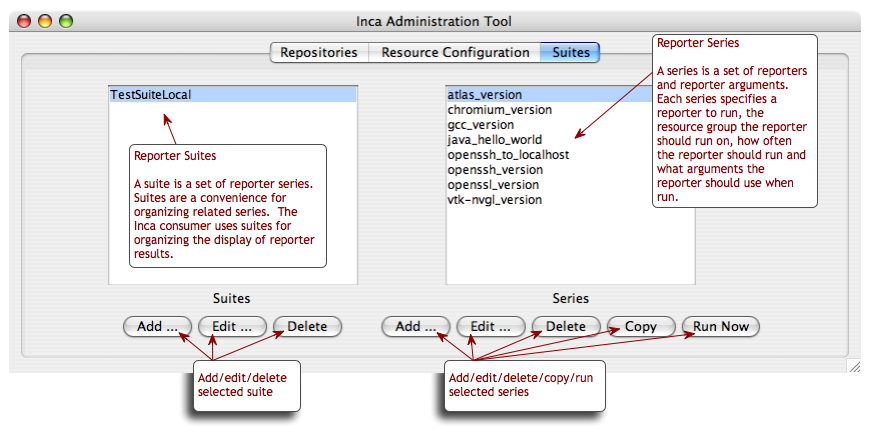 Inca Administration Tool
Repositories
Resource Configuration
Suites
TestSuiteLocal
Reporter Suites
A suite is a set of reporter series.
Suites are a convenience for
organizing related series. The
Inca consumer uses suites for
organizing the display of reporter
results.
Suites
Add ...
Edit ...
Delete
Add/edit/delete
selected suite
atlas_version
chromium_version
gcc_version
java_hello_world
openssh_to_localhost
openssh_version
openssl_version
vtk-nvgl_version
Reporter Series
A series is a set of reporters
and reporter arguments.
Each series specifies a
reporter to run, the
resource group the reporter
should run on, how often
the reporter should run and
what arguments the
reporter should use when
run.
Series
Add ...
Edit ...
Delete
Copy
Run Now
Add/edit/delete/copy/run
selected series